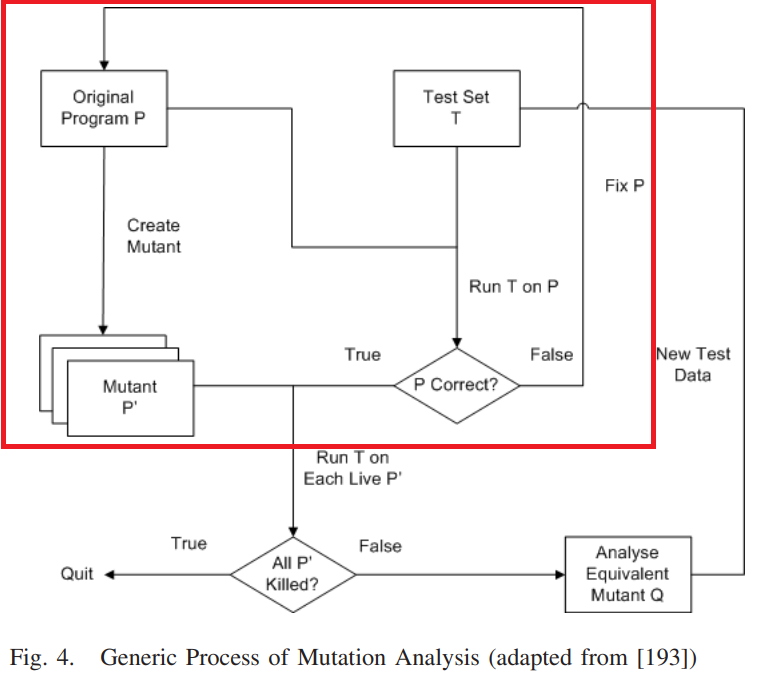 Original
Program P
Test Set
T
Fix P
Create
Mutant
Run T on P
True
False
New Test
Data
Mutant
P'
P Correct?
Run T on
Each Live P'
True
False
Quit
All P'
Killed?
Analyse
Equivalent
Mutant Q
Fig. 4. Generic Process of Mutation Analysis (adapted from [193])